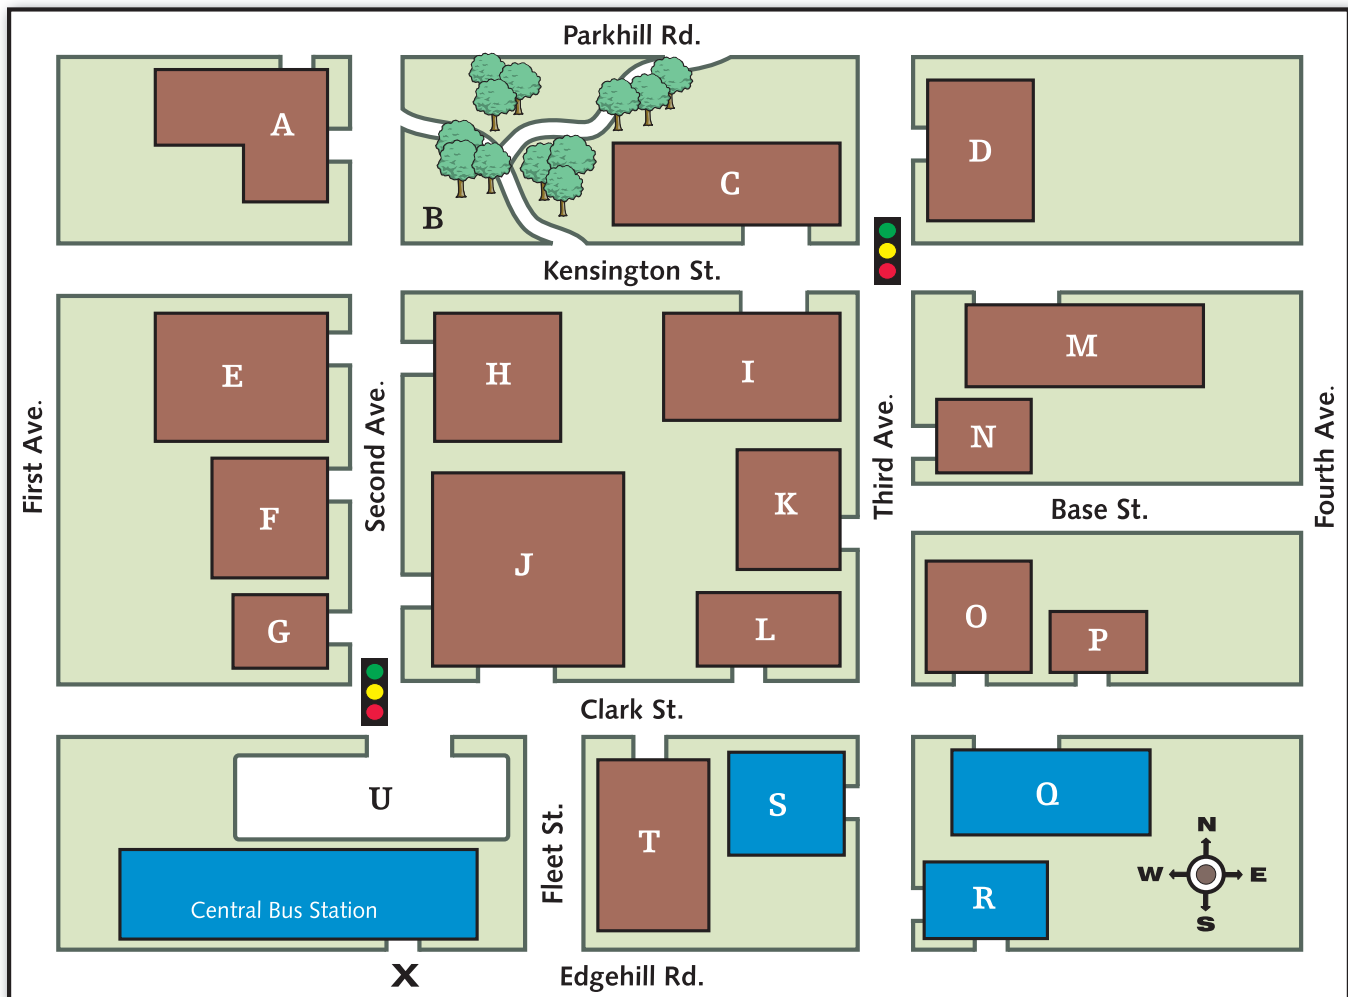 Parkhill Rd.
A
B
C
D
Kensington St.
E
H
I
M
First Ave.
Second Ave.
Third Ave.
Fourth Ave.
N
K
F
Base St.
J
G
L
O
P
Clark St.
U
Fleet St.
S
T
Q
N
W
E
S
Central Bus Station
R
X
Edgehill Rd.